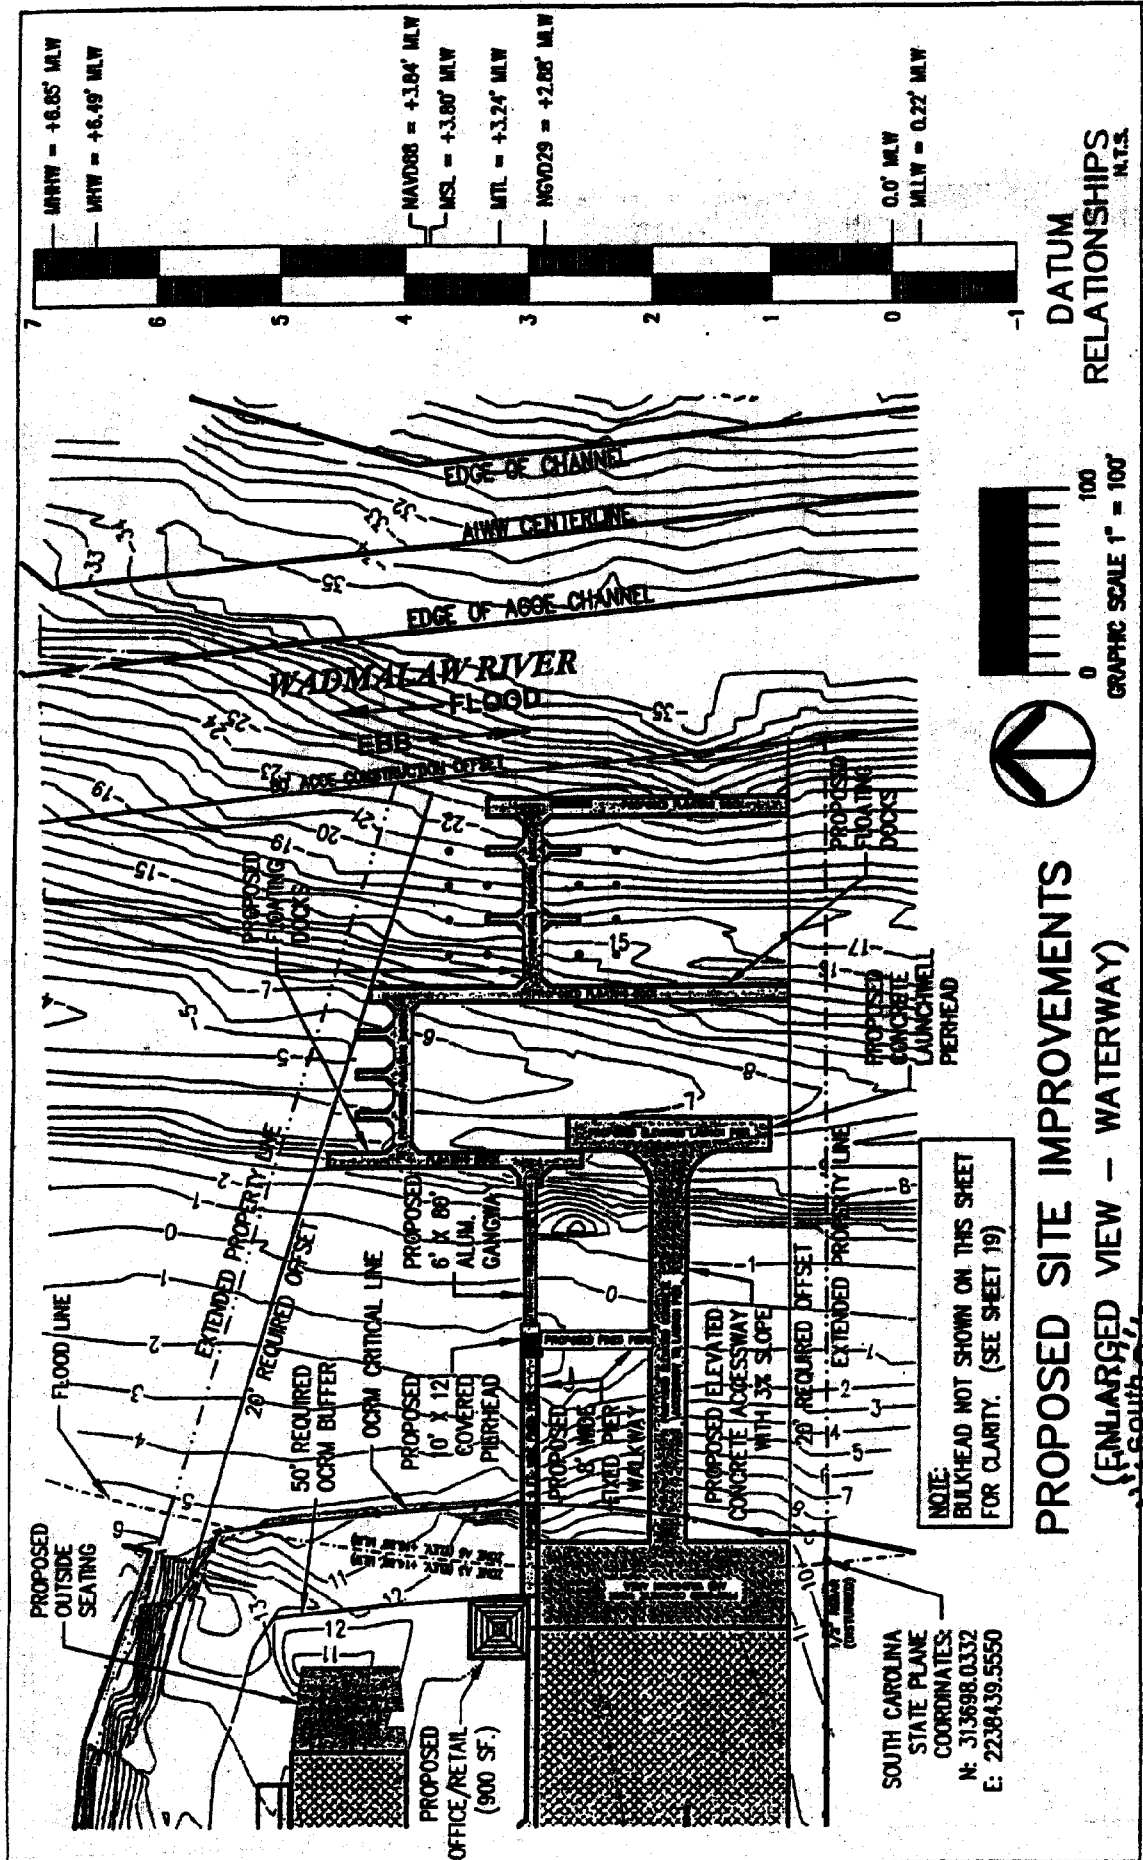 MHHW = +6.85' MLW
MHW = +6.49' MLW
NAVD88 = +3.84' MLW
MSL = +3.80' MLW
MTL = +3.24' MLW
NGVD29 = +2.88' MLW
0.0' MLW
MLLW = 0.22' MLW
7
6
5
4
3
2
1
0
-1
DATUM
RELATIONSHIPS
N.T.S.
EDGE OF CHANNEL
AIWW CENTERLINE
EDGE OF ACOE CHANNEL
WADMALAW RIVER
FLOOD
EBB
ACOE CONSTRUCTION OFFSET
PROPOSED
FLOATING
DOCKS
PROPOSED
FLOATING
DOCKS
PROPOSED
CONCRETE
LAUNCHWELL
PIERHEAD
0 100
GRAPHIC SCALE 1" = 100'
FLOOD LINE
EXTENDED PROPERTY LINE
20' REQUIRED OFFSET
50' REQUIRED
OCRM BUFFER
OCRM CRITICAL LINE
PROPOSED
10' X 12'
COVERED
PIERHEAD
PROPOSED
6' X 80'
ALUM.
GANGWAY
PROPOSED
8' WIDE
FIXED PIER
WALKWAY
PROPOSED ELEVATED
CONCRETE ACCESSWAY
WITH 3% SLOPE
20' REQUIRED OFFSET
EXTENDED PROPERTY LINE
PROPOSED
OUTSIDE
SEATING
PROPOSED
OFFICE/RETAIL
(900 SF.)
SOUTH CAROLINA
STATE PLANE
COORDINATES:
N: 313698.0332
E: 2238439.5550
NOTE:
BULKHEAD NOT SHOWN ON THIS SHEET
FOR CLARITY. (SEE SHEET 19)
PROPOSED SITE IMPROVEMENTS
(ENLARGED VIEW - WATERWAY)
South